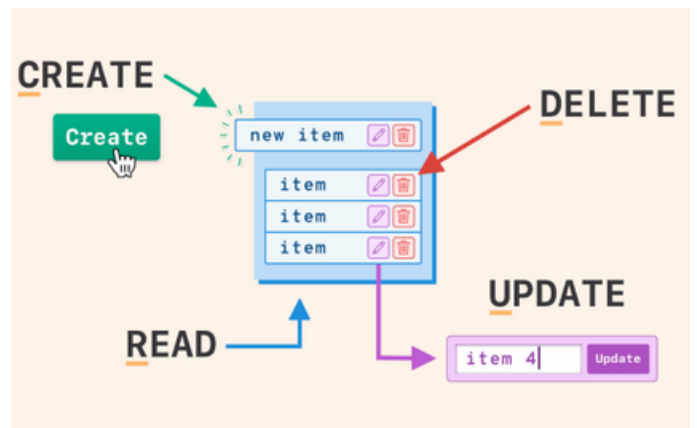 CREATE
Create
new item
item
item
item
DELETE
READ
UPDATE
item 4
Update